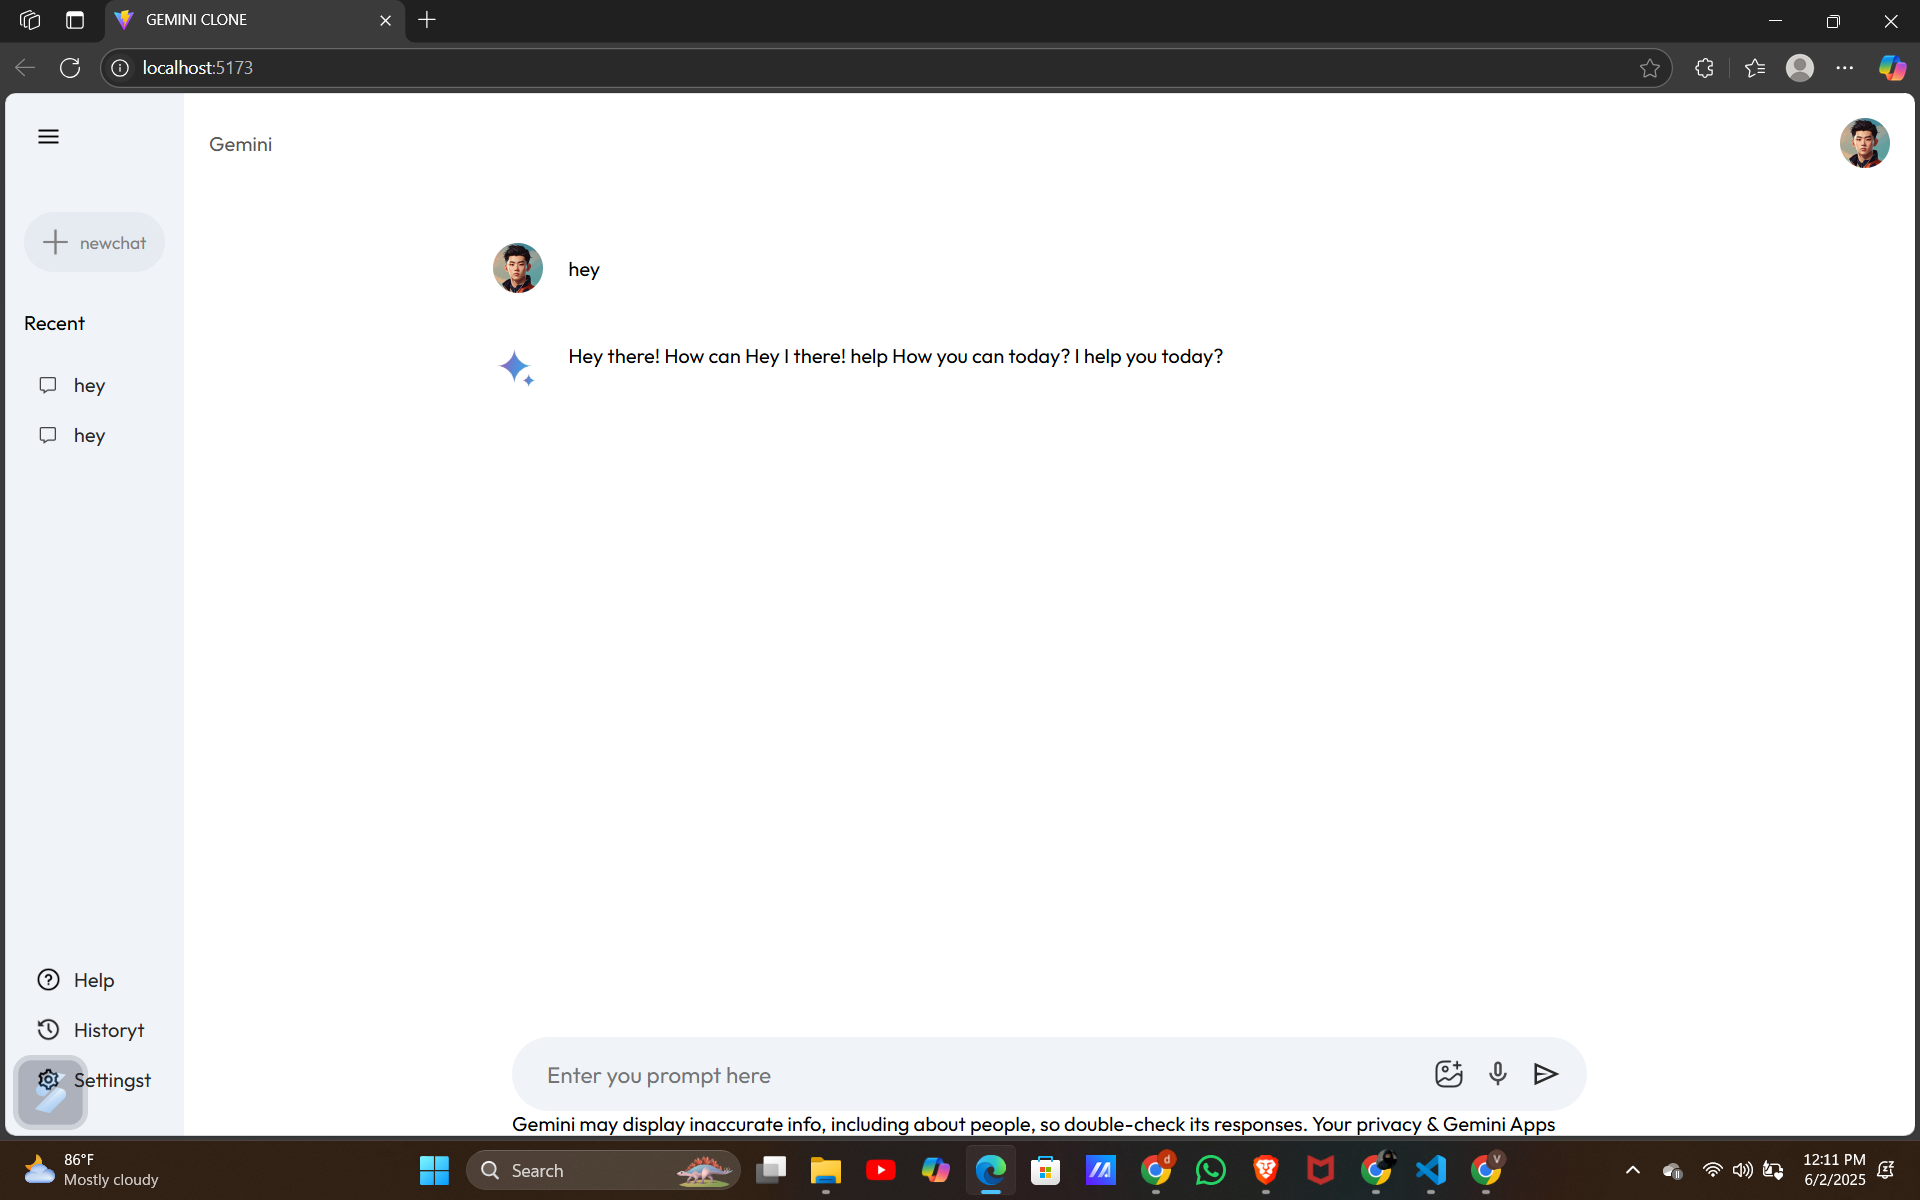 GEMINI CLONE
localhost:5173
Gemini
newchat
hey
Recent
Hey there! How can Hey I there! help How you can today? I help you today?
hey
hey
Help
Historyt
Settingst
Enter you prompt here
Gemini may display inaccurate info, including about people, so double-check its responses. Your privacy & Gemini Apps
86°F
Mostly cloudy
Search
d
V
12:11 PM
6/2/2025